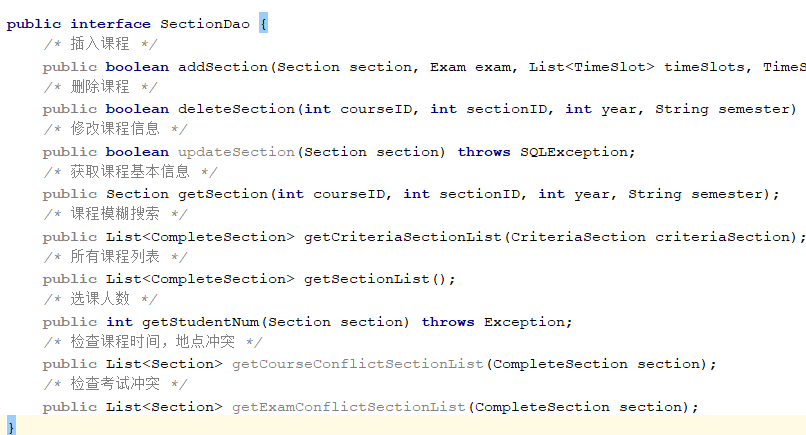 public interface SectionDao {
/* 插入课程 */
public boolean addSection(Section section, Exam exam, List<TimeSlot> timeSlots, TimeS
/* 删除课程 */
public boolean deleteSection(int courseID, int sectionID, int year, String semester)
/* 修改课程信息 */
public boolean updateSection(Section section) throws SQLException;
/* 获取课程基本信息 */
public Section getSection(int courseID, int sectionID, int year, String semester);
/* 课程模糊搜索 */
public List<CompleteSection> getCriteriaSectionList(CriteriaSection criteriaSection);
/* 所有课程列表 */
public List<CompleteSection> getSectionList();
/* 选课人数 */
public int getStudentNum(Section section) throws Exception;
/* 检查课程时间，地点冲突 */
public List<Section> getCourseConflictSectionList(CompleteSection section);
/* 检查考试冲突 */
public List<Section> getExamConflictSectionList(CompleteSection section);
}